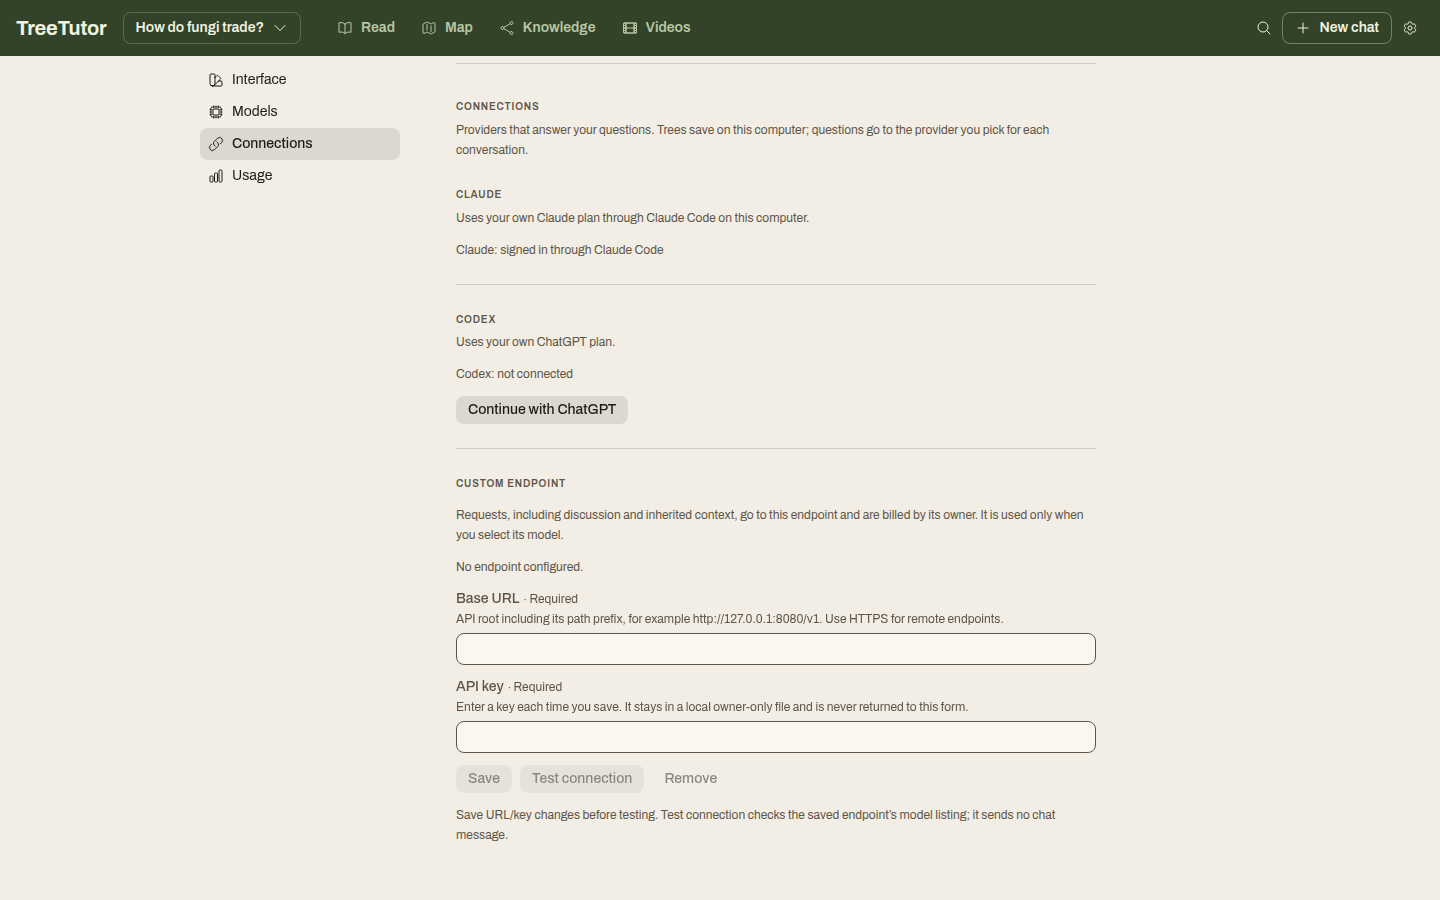 TreeTutor
How do fungi trade?
Read
Map
Knowledge
Videos
New chat
Interface
Models
Connections
Usage
CONNECTIONS
Providers that answer your questions. Trees save on this computer; questions go to the provider you pick for each
conversation.
CLAUDE
Uses your own Claude plan through Claude Code on this computer.
Claude: signed in through Claude Code
CODEX
Uses your own ChatGPT plan.
Codex: not connected
Continue with ChatGPT
CUSTOM ENDPOINT
Requests, including discussion and inherited context, go to this endpoint and are billed by its owner. It is used only when
you select its model.
No endpoint configured.
Base URL · Required
API root including its path prefix, for example http://127.0.0.1:8080/v1. Use HTTPS for remote endpoints.
API key · Required
Enter a key each time you save. It stays in a local owner-only file and is never returned to this form.
Save
Test connection
Remove
Save URL/key changes before testing. Test connection checks the saved endpoint's model listing; it sends no chat
message.